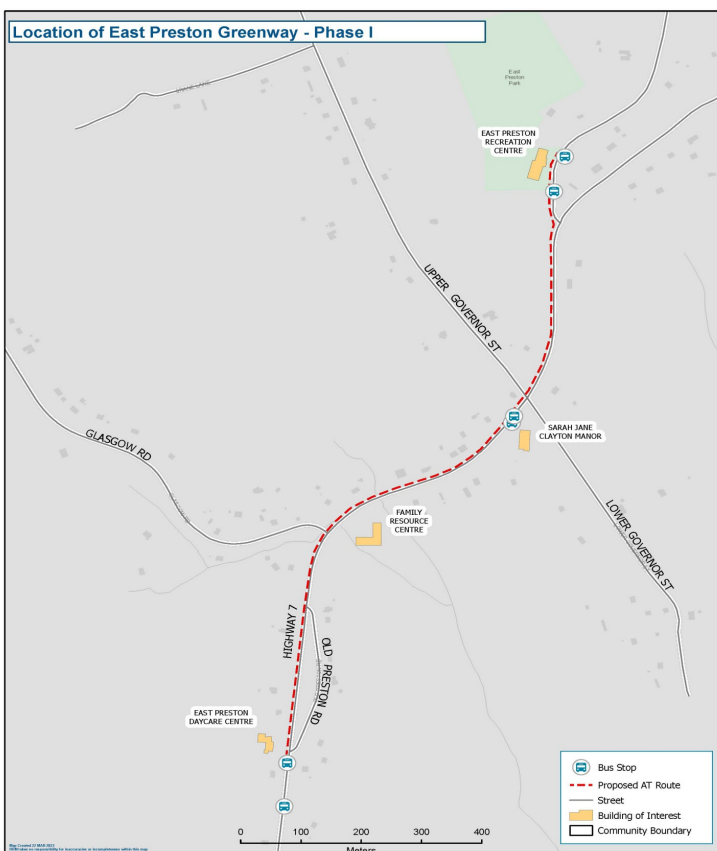 Location of East Preston Greenway - Phase I
East
Preston
Park
EAST PRESTON
RECREATION
CENTRE
UPPER GOVERNOR ST
SARAH JANE
CLAYTON MANOR
GLASGOW RD
FAMILY
RESOURCE
CENTRE
LOWER GOVERNOR ST
HIGHWAY 7
OLD PRESTON RD
EAST PRESTON
DAYCARE CENTRE
Bus Stop
Proposed AT Route
Street
Building of Interest
Community Boundary
0 100 200 300 400
Meters